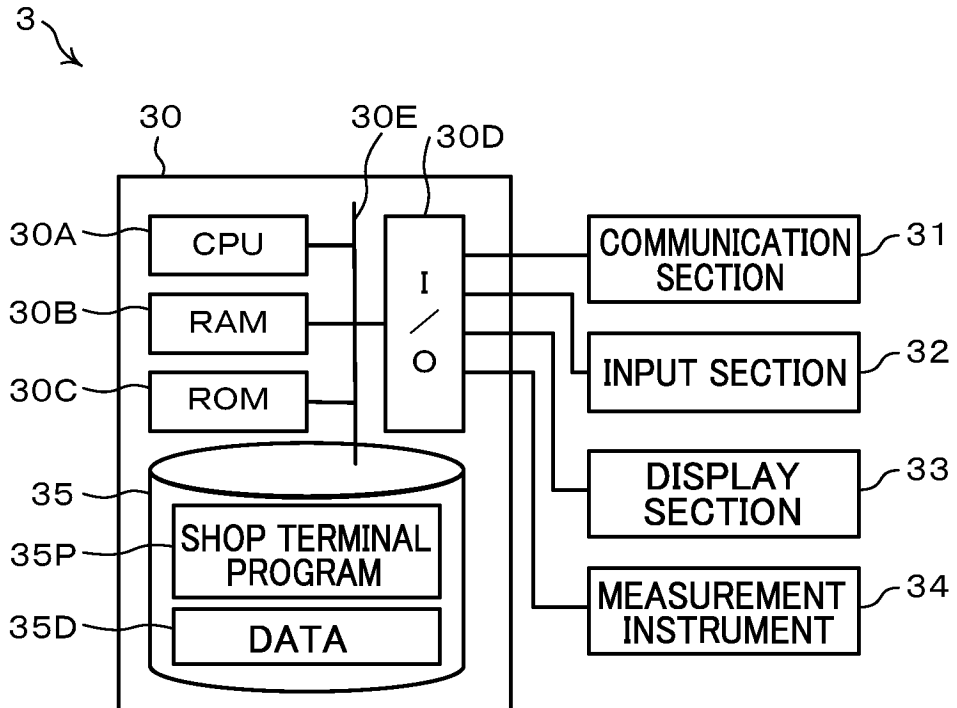 3
30
30E
30D
30A
CPU
30B
RAM
30C
ROM
I
/
O
COMMUNICATION
SECTION
31
INPUT SECTION
32
DISPLAY
SECTION
33
MEASUREMENT
INSTRUMENT
34
35
35P
SHOP TERMINAL
PROGRAM
35D
DATA